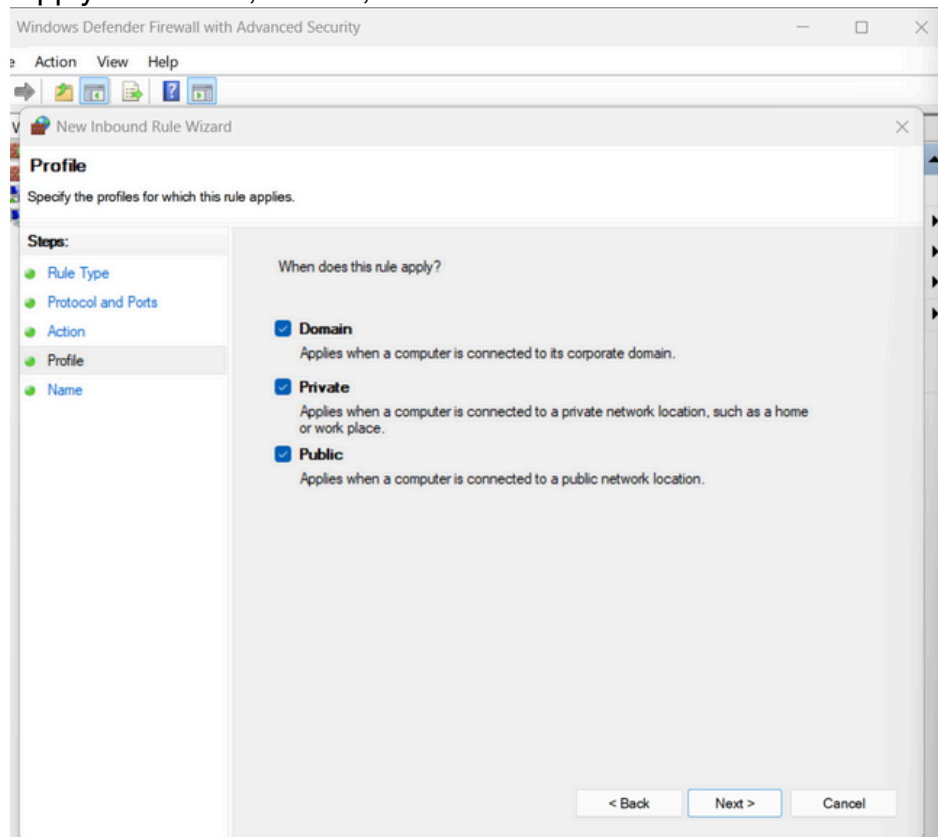 Windows Defender Firewall with Advanced Security
Action View Help
New Inbound Rule Wizard
Profile
Specify the profiles for which this rule applies.
Steps:
Rule Type
Protocol and Ports
Action
Profile
Name
When does this rule apply?
Domain
Applies when a computer is connected to its corporate domain.
Private
Applies when a computer is connected to a private network location, such as a home
or work place.
Public
Applies when a computer is connected to a public network location.
< Back Next > Cancel